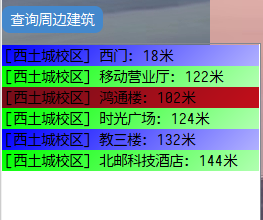 查询周边建筑
[西土城校区] 西门: 18米
[西土城校区] 移动营业厅: 122米
[西土城校区] 鸿通楼: 102米
[西土城校区] 时光广场: 124米
[西土城校区] 教三楼: 132米
[西土城校区] 北邮科技酒店: 144米